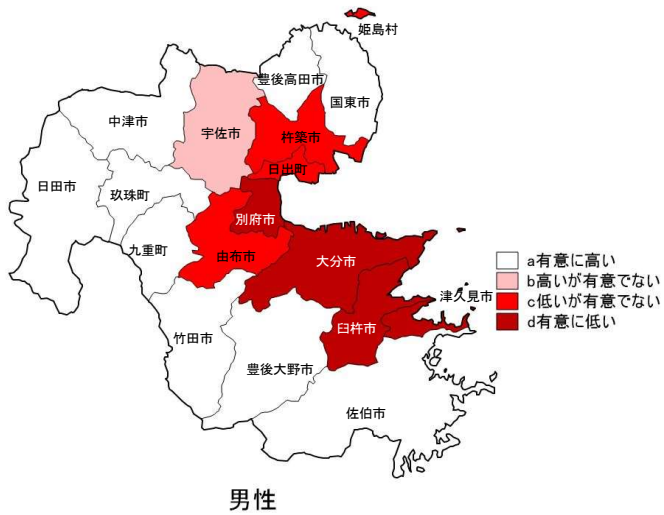 姫島村
豊後高田市
国東市
中津市
宇佐市
杵築市
日出町
日田市
玖珠町
別府市
九重町
由布市
大分市
a有意に高い
b高いが有意でない
c低いが有意でない
d有意に低い
津久見市
臼杵市
竹田市
豊後大野市
佐伯市
男性